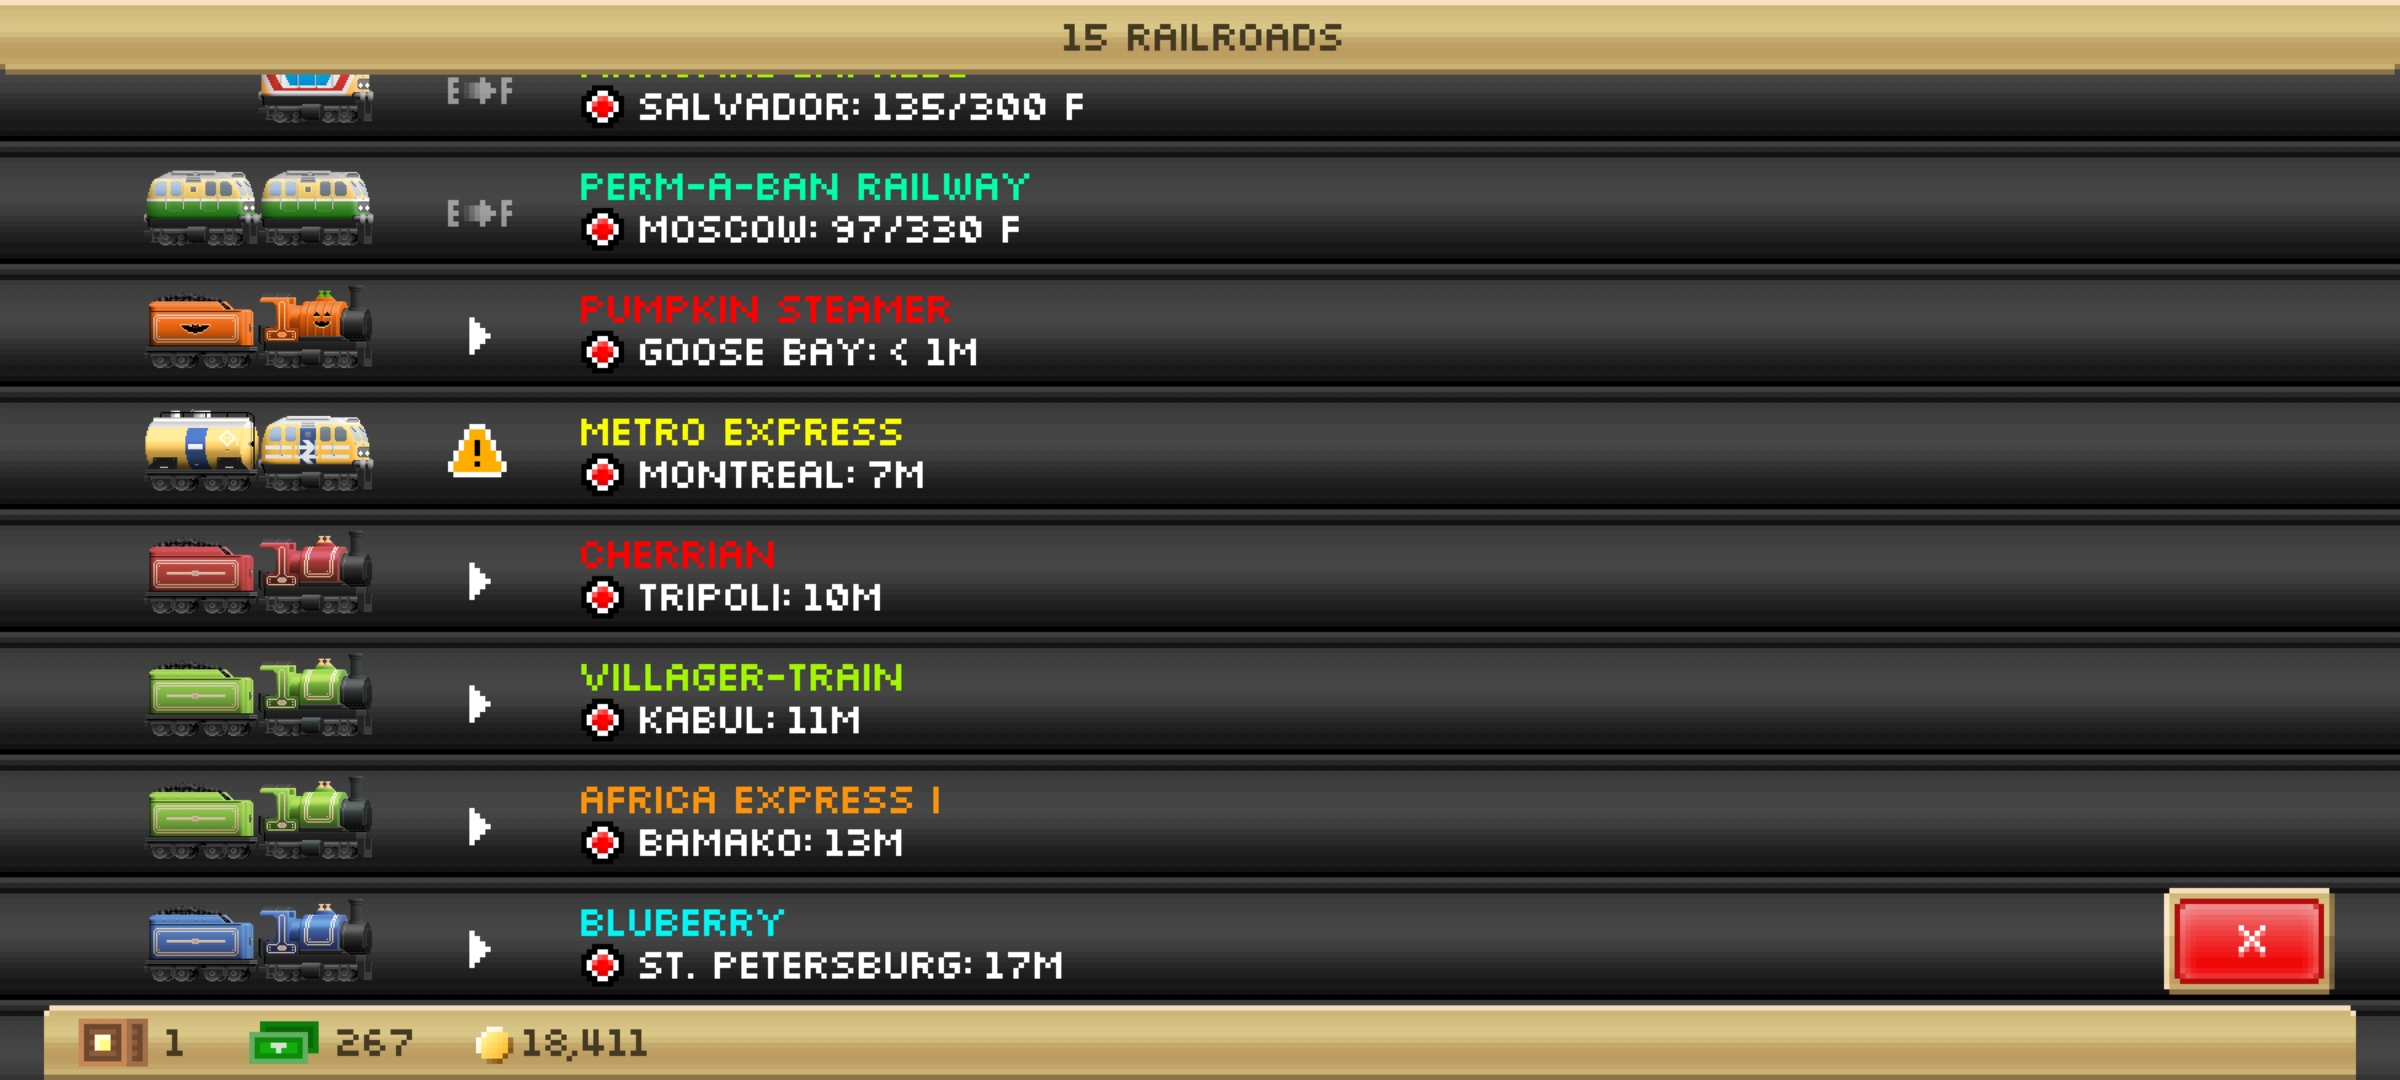 15 RAILROADS
E F
SALVADOR: 135/300 F
PERM-A-BAN RAILWAY
E F
MOSCOW: 97/330 F
PUMPKIN STEAMER
GOOSE BAY: < 1M
METRO EXPRESS
MONTREAL: 7M
CHERRIAN
TRIPOLI: 10M
VILLAGER-TRAIN
KABUL: 11M
AFRICA EXPRESS I
BAMAKO: 13M
BLUBERRY
ST. PETERSBURG: 17M
X
1 267 18,411